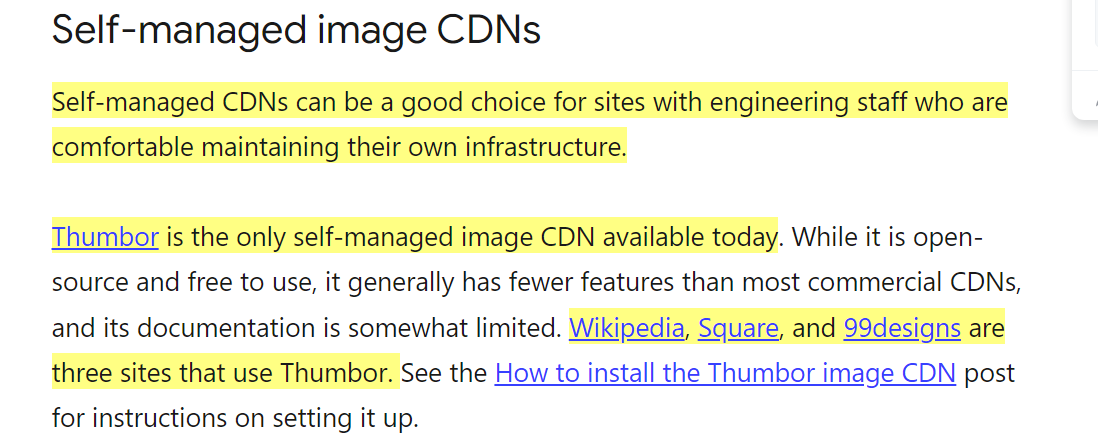 Self-managed image CDNs
Self-managed CDNs can be a good choice for sites with engineering staff who are
comfortable maintaining their own infrastructure.
Thumbor is the only self-managed image CDN available today. While it is open-
source and free to use, it generally has fewer features than most commercial CDNs,
and its documentation is somewhat limited. Wikipedia, Square, and 99designs are
three sites that use Thumbor. See the How to install the Thumbor image CDN post
for instructions on setting it up.